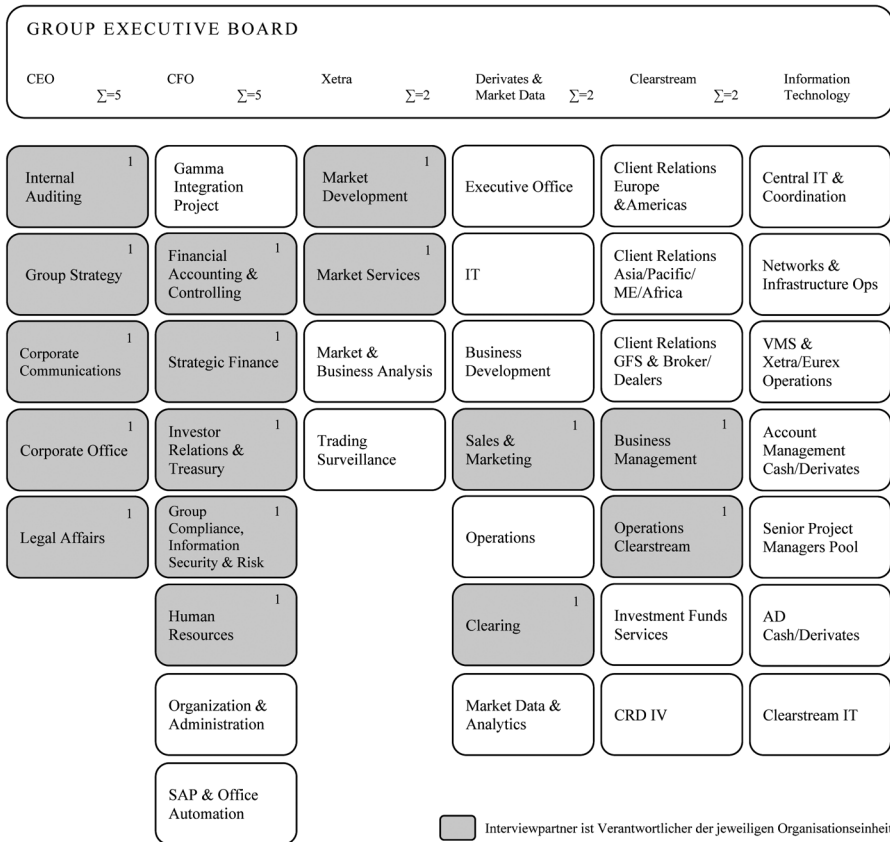 GROUP EXECUTIVE BOARD
CEO
∑=5
CFO
∑=5
Xetra
∑=2
Derivates &
Market Data
∑=2
Clearstream
∑=2
Information
Technology
1
Internal
Auditing
1
Group Strategy
1
Corporate
Communications
1
Corporate Office
1
Legal Affairs
Gamma
Integration
Project
1
Financial
Accounting &
Controlling
1
Strategic Finance
1
Investor
Relations &
Treasury
1
Group
Compliance,
Information
Security & Risk
1
Human
Resources
Organization &
Administration
SAP & Office
Automation
1
Market
Development
1
Market Services
Market &
Business Analysis
Trading
Surveillance
Executive Office
IT
Business
Development
1
Sales &
Marketing
Operations
1
Clearing
Market Data &
Analytics
Client Relations
Europe
&Americas
Client Relations
Asia/Pacific/
ME/Africa
Client Relations
GFS & Broker/
Dealers
1
Business
Management
1
Operations
Clearstream
Investment Funds
Services
CRD IV
Central IT &
Coordination
Networks &
Infrastructure Ops
VMS &
Xetra/Eurex
Operations
Account
Management
Cash/Derivates
Senior Project
Managers Pool
AD
Cash/Derivates
Clearstream IT
Interviewpartner ist Verantwortlicher der jeweiligen Organisationseinheit